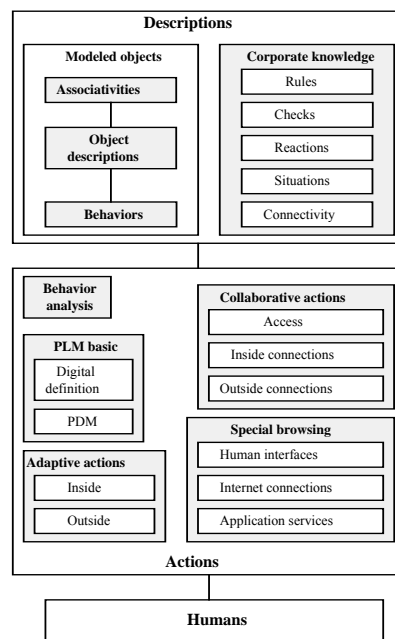 Descriptions
Modeled objects
Associativities
Object
descriptions
Behaviors
Corporate knowledge
Rules
Checks
Reactions
Situations
Connectivity
Behavior
analysis
PLM basic
Digital
definition
PDM
Adaptive actions
Inside
Outside
Collaborative actions
Access
Inside connections
Outside connections
Special browsing
Human interfaces
Internet connections
Application services
Actions
Humans